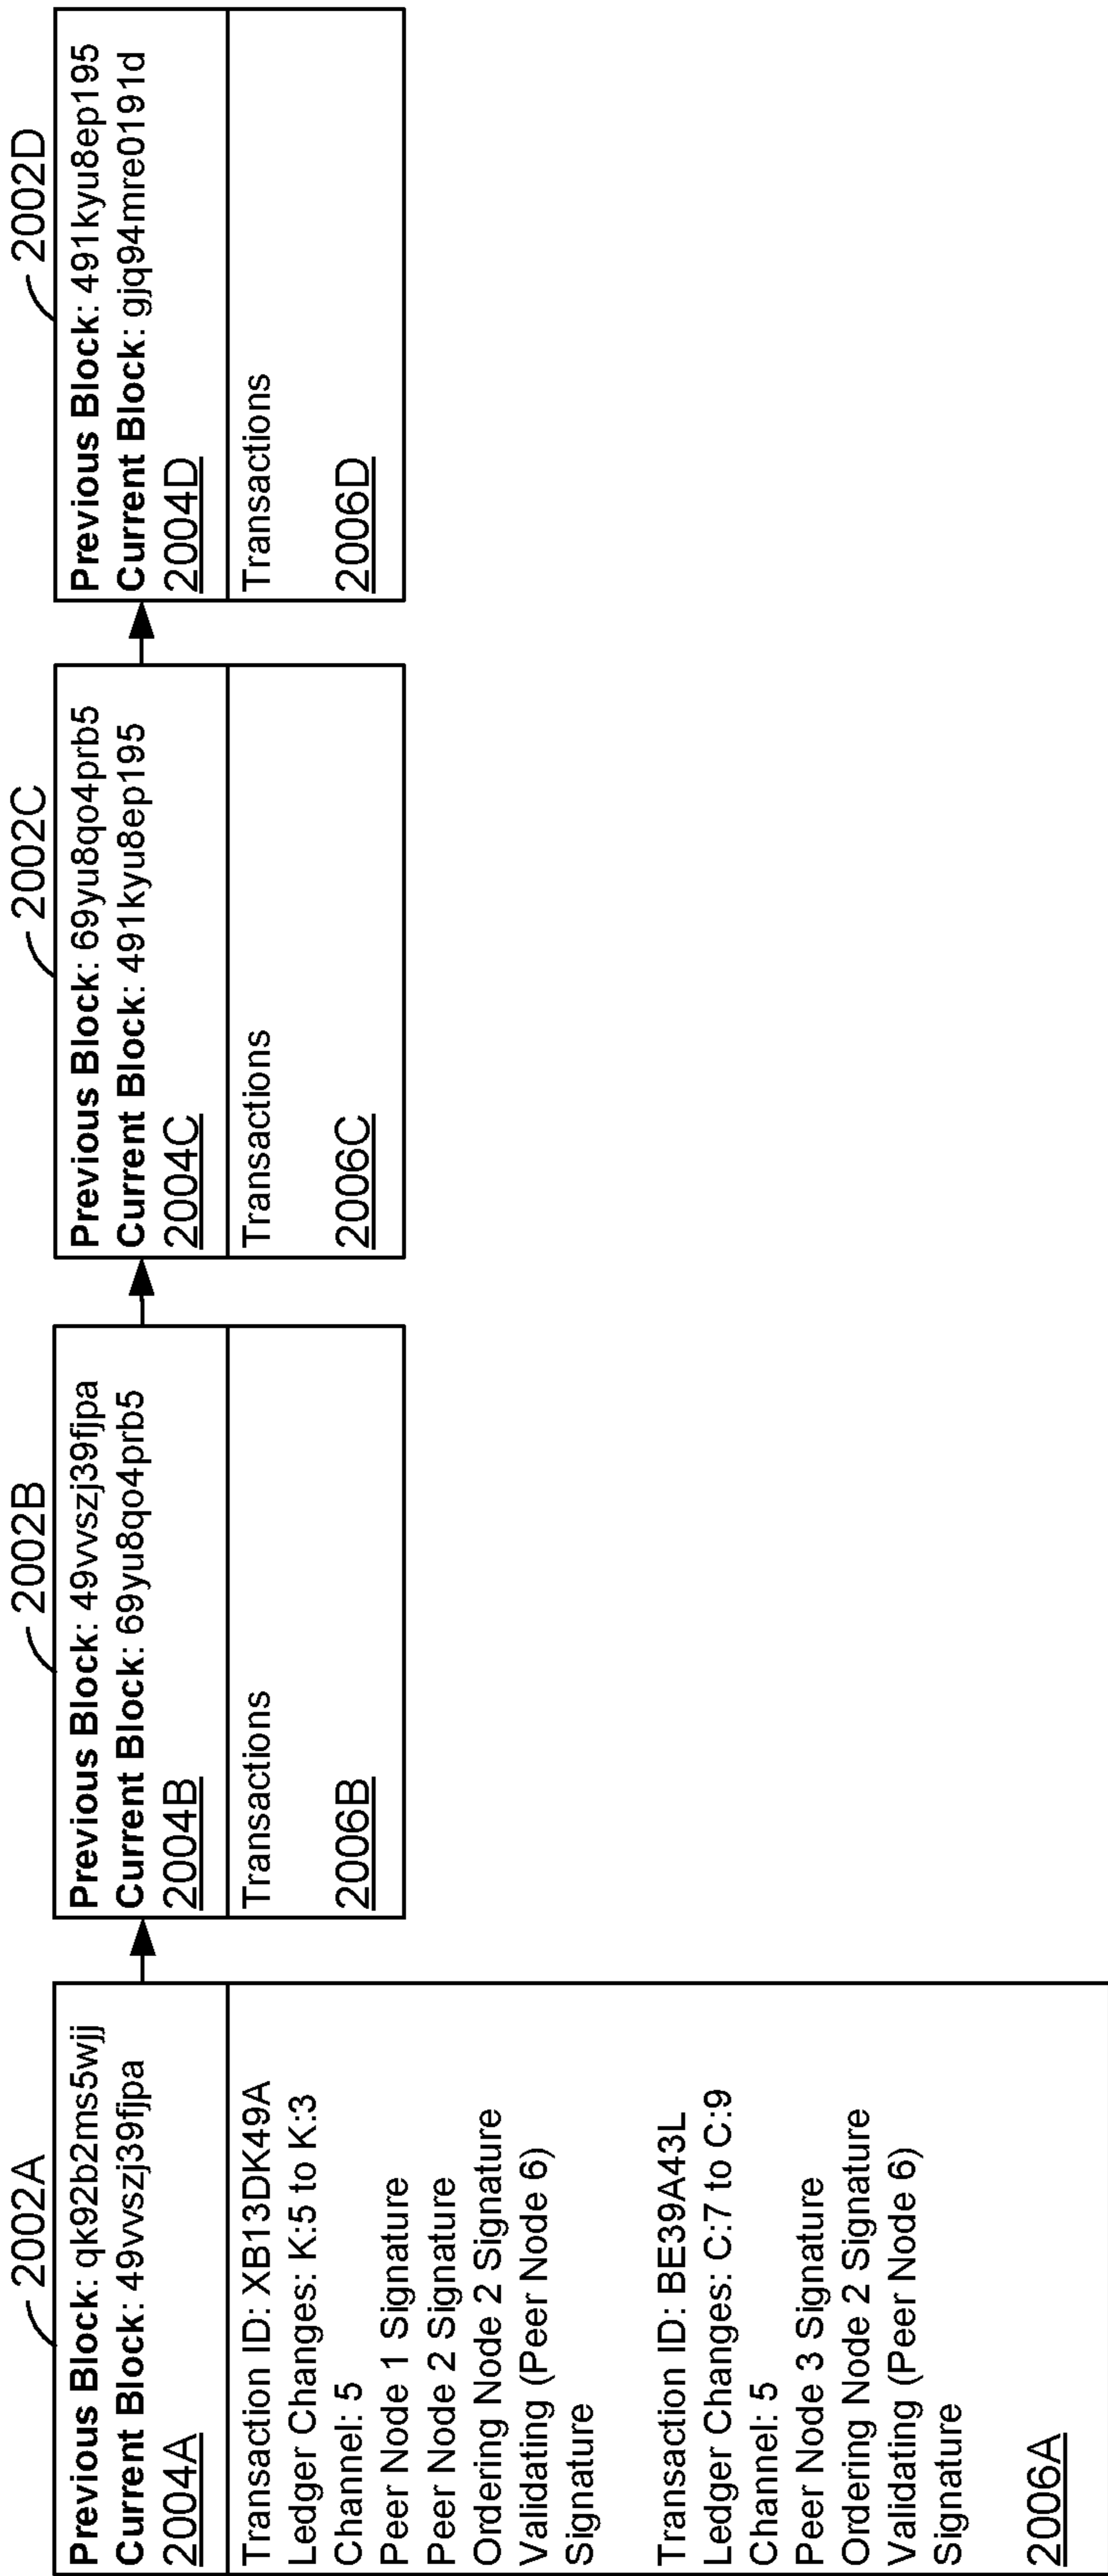 2002A
Previous Block: qk92b2ms5wjj
Current Block: 49vvszj39fjpa
2004A
Transaction ID: XB13DK49A
Ledger Changes: K:5 to K:3
Channel: 5
Peer Node 1 Signature
Peer Node 2 Signature
Ordering Node 2 Signature
Validating (Peer Node 6)
Signature
Transaction ID: BE39A43L
Ledger Changes: C:7 to C:9
Channel: 5
Peer Node 3 Signature
Ordering Node 2 Signature
Validating (Peer Node 6)
Signature
2006A
2002B
Previous Block: 49vvszj39fjpa
Current Block: 69yu8qo4prb5
2004B
Transactions
2006B
2002C
Previous Block: 69yu8qo4prb5
Current Block: 491kyu8ep195
2004C
Transactions
2006C
2002D
Previous Block: 491kyu8ep195
Current Block: gjq94mre0191d
2004D
Transactions
2006D